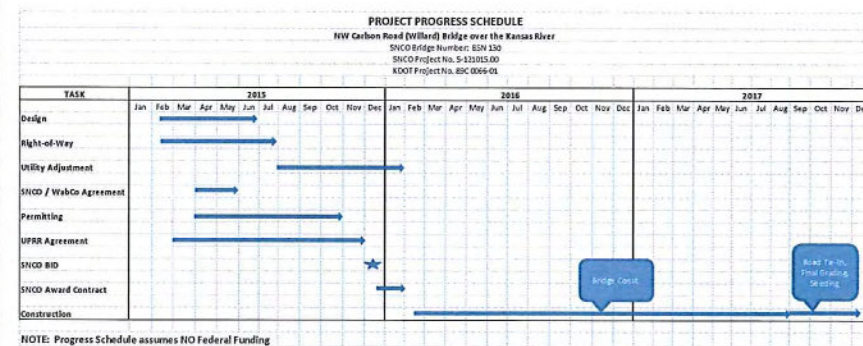 PROJECT PROGRESS SCHEDULE
NW Carlson Road (Willard) Bridge over the Kansas River
SNCO Bridge Number: 65N 130
SNCO Project No. S-121015.00
KDOT Project No. 89C 0066-01
TASK 2015 2016 2017
Jan Feb Mar Apr May Jun Jul Aug Sep Oct Nov Dec Jan Feb Mar Apr May Jun Jul Aug Sep Oct Nov Dec Jan Feb Mar Apr May Jun Jul Aug Sep Oct Nov De
Design
Right-of-Way
Utility Adjustment
SNCO / WabCo Agreement
Permitting
UPRR Agreement
SNCO BID
SNCO Award Contract
Bridge Const.
Road Tie-In,
Final Grading,
Seeding
Construction
NOTE: Progress Schedule assumes NO Federal Funding